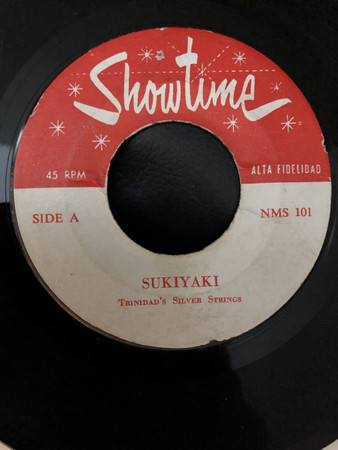 Showtime
45 RPM
ALTA FIDELIDAD
SIDE A
NMS 101
SUKIYAKI
TRINIDAD'S SILVER STRINGS